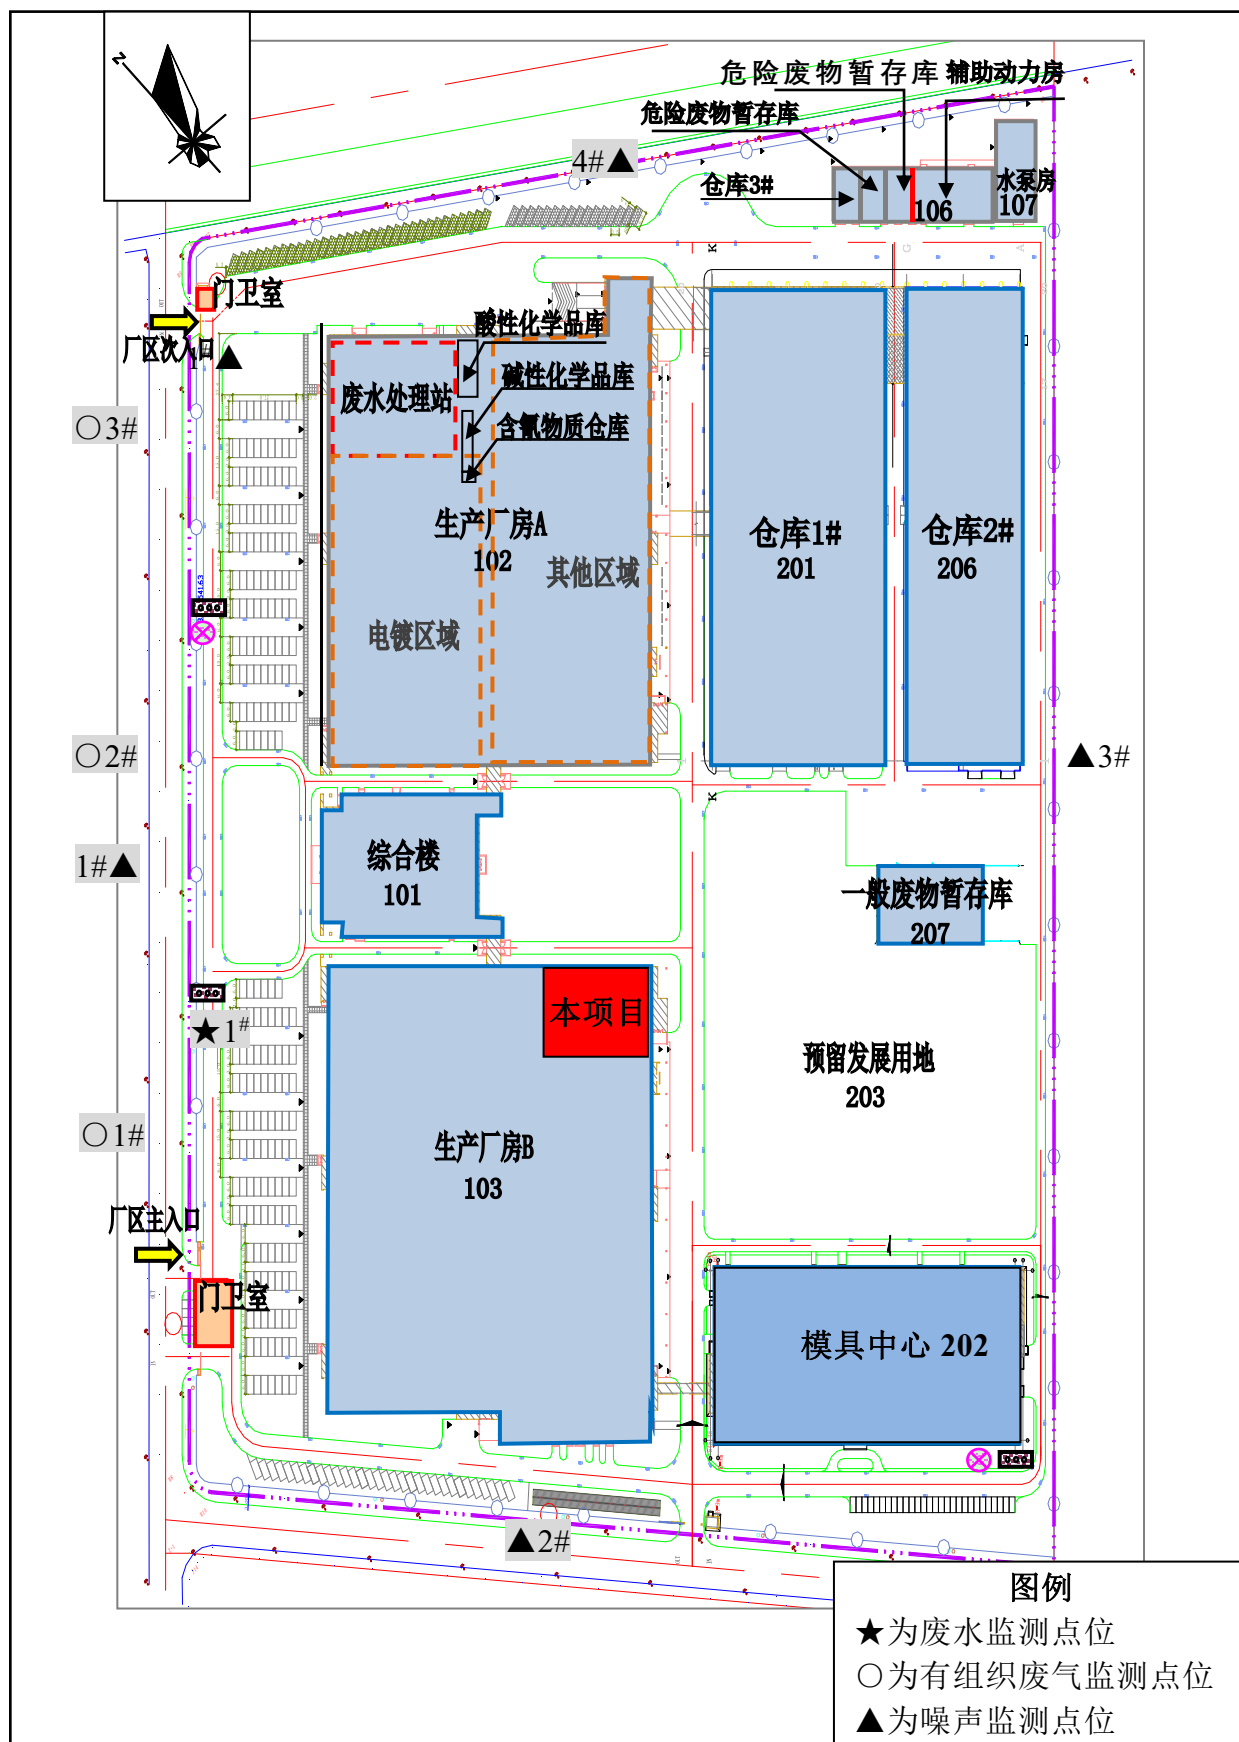 N
危险废物暂存库 辅助动力房
危险废物暂存库
4#▲
仓库3#
水泵房
106
107
K
G
A
门卫室
厂区次入口
1#▲
酸性化学品库
碱性化学品库
含氰物质仓库
废水处理站
○3#
生产厂房A
102
其他区域
电镀区域
仓库1#
201
仓库2#
206
○2#
▲3#
K
1#▲
综合楼
101
一般废物暂存库
207
本项目
★1#
预留发展用地
203
○1#
生产厂房B
103
厂区主入口
门卫室
模具中心 202
▲2#
图例
★为废水监测点位
○为有组织废气监测点位
▲为噪声监测点位